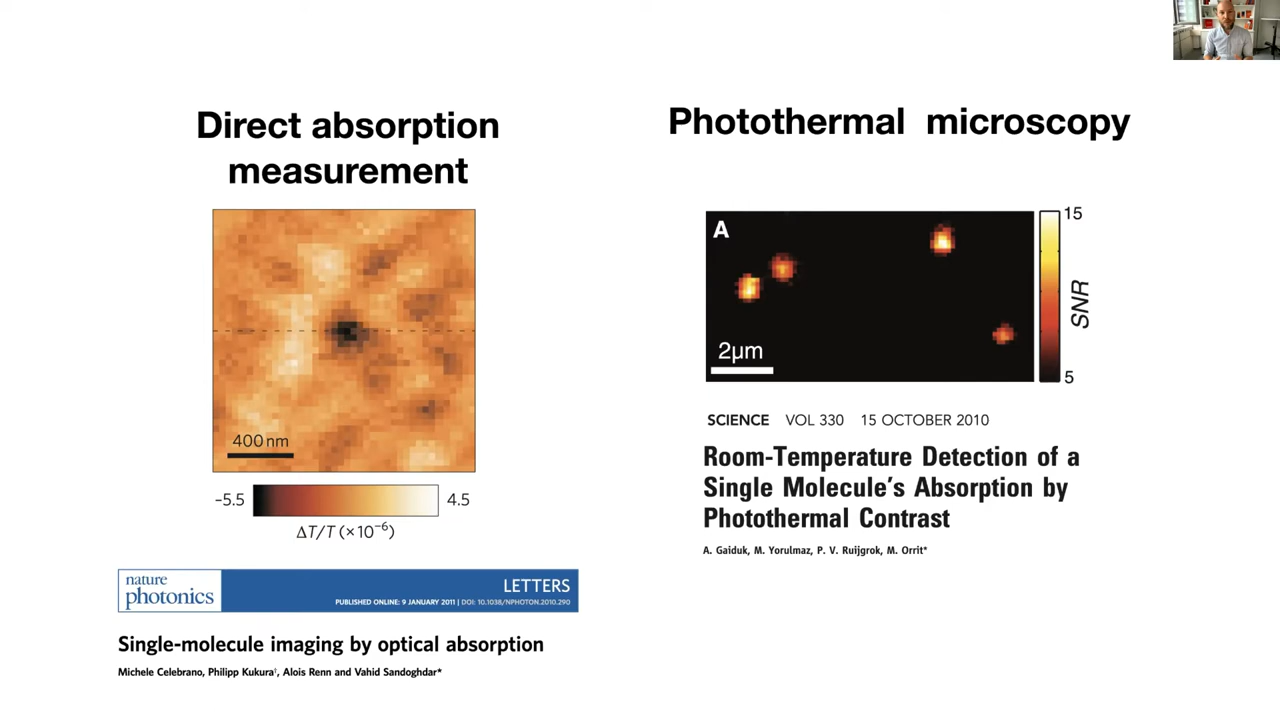 Direct absorption
measurement
400 nm
−5.5
4.5
ΔT/T (×10⁻⁶)
nature
photonics
LETTERS
PUBLISHED ONLINE: 9 JANUARY 2011 | DOI: 10.1038/NPHOTON.2010.290
Single-molecule imaging by optical absorption
Michele Celebrano, Philipp Kukura†, Alois Renn and Vahid Sandoghdar*
Photothermal microscopy
A
2μm
15
SNR
5
SCIENCE VOL 330 15 OCTOBER 2010
Room-Temperature Detection of a
Single Molecule's Absorption by
Photothermal Contrast
A. Gaiduk, M. Yorulmaz, P. V. Ruijgrok, M. Orrit*